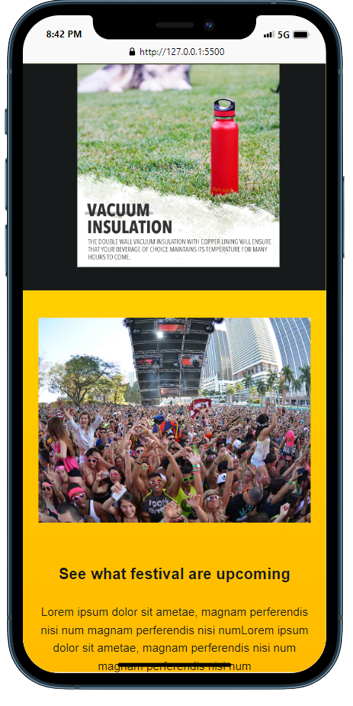 8:42 PM
5G
http://127.0.0.1:5500
VACUUM
INSULATION
THE DOUBLE WALL VACUUM INSULATION WITH COPPER LINING WILL ENSURE
THAT YOUR BEVERAGE OF CHOICE MAINTAINS ITS TEMPERATURE FOR MANY
HOURS TO COME.
See what festival are upcoming
Lorem ipsum dolor sit ametae, magnam perferendis
nisi num magnam perferendis nisi numLorem ipsum
dolor sit ametae, magnam perferendis nisi num
magnam perferendis nisi num